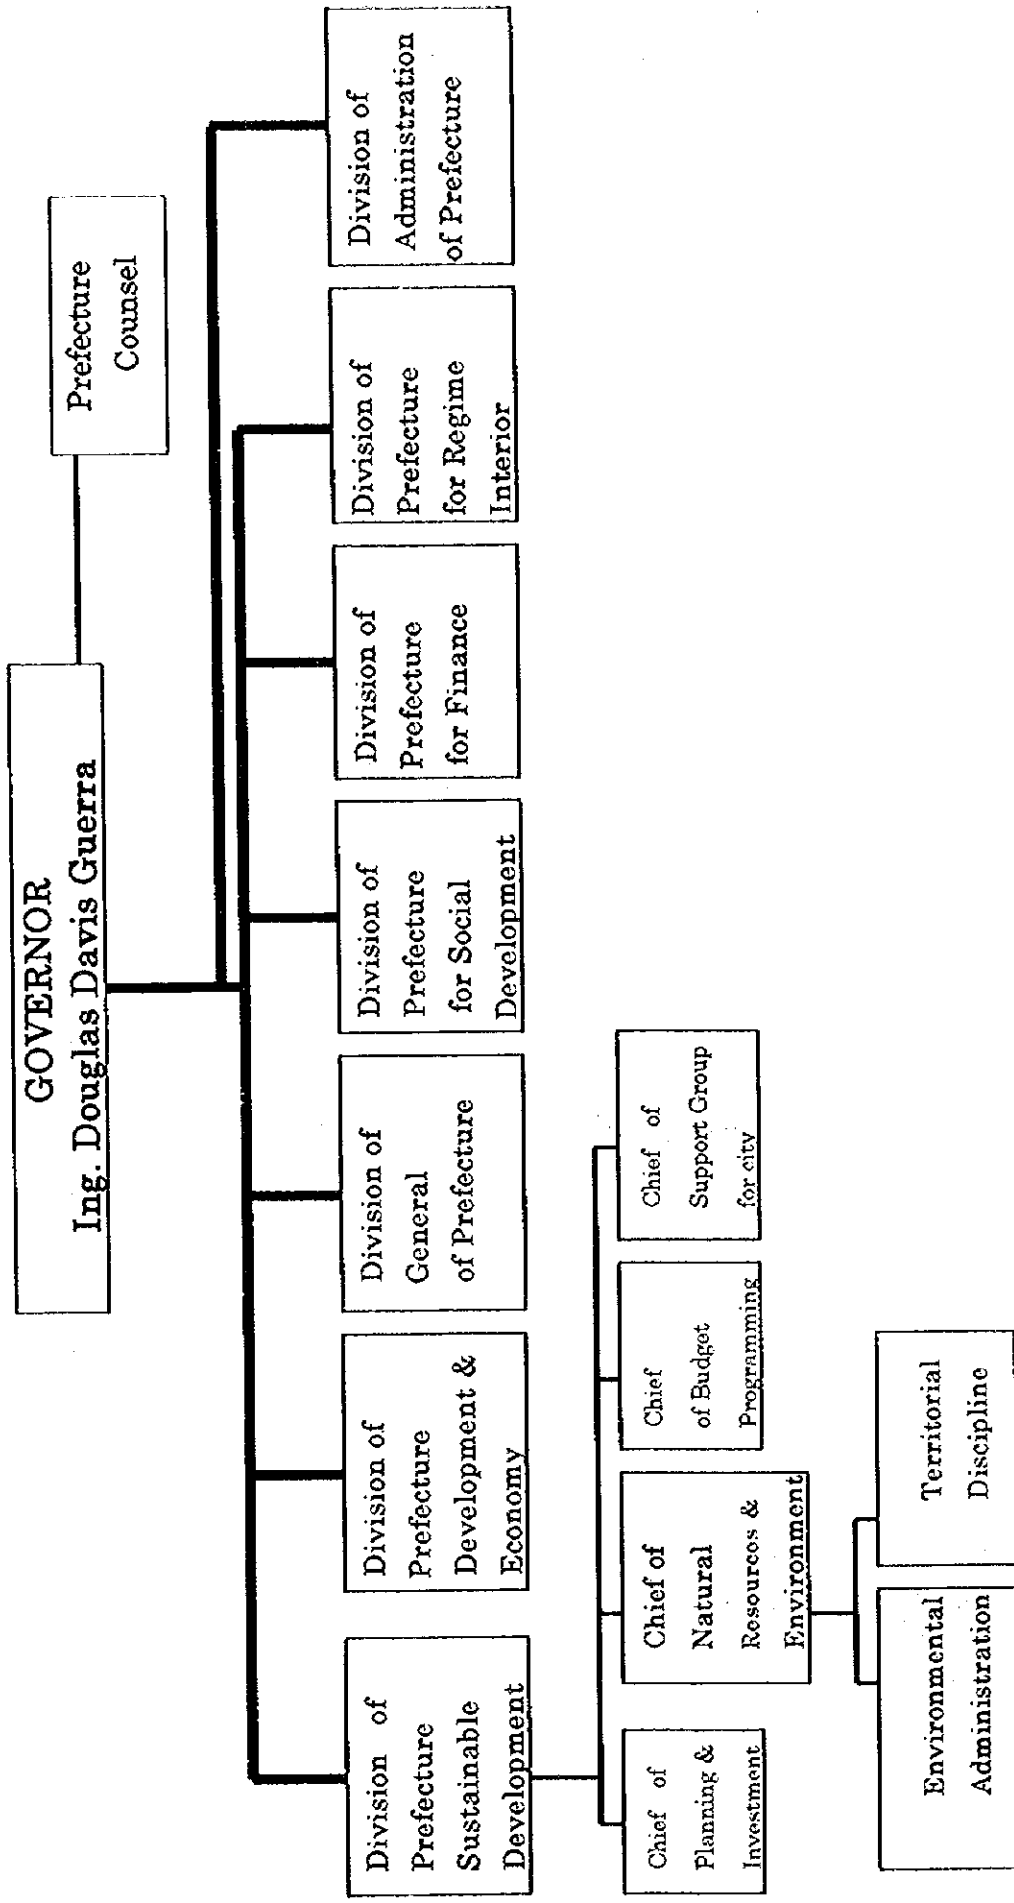 GOVERNOR
Ing. Douglas Davis Guerra
Prefecture
Counsel
Division of
Prefecture
Sustainable
Development
Division of
Prefecture
Development &
Economy
Division of
General
of Prefecture
Division of
Prefecture
for Social
Development
Division of
Prefecture
for Finance
Division of
Prefecture
for Regime
Interior
Division of
Administration
of Prefecture
Chief of
Planning &
Investment
Chief of
Natural
Resources &
Environment
Chief
of Budget
Programming
Chief of
Support Group
for city
Environmental
Administration
Territorial
Discipline